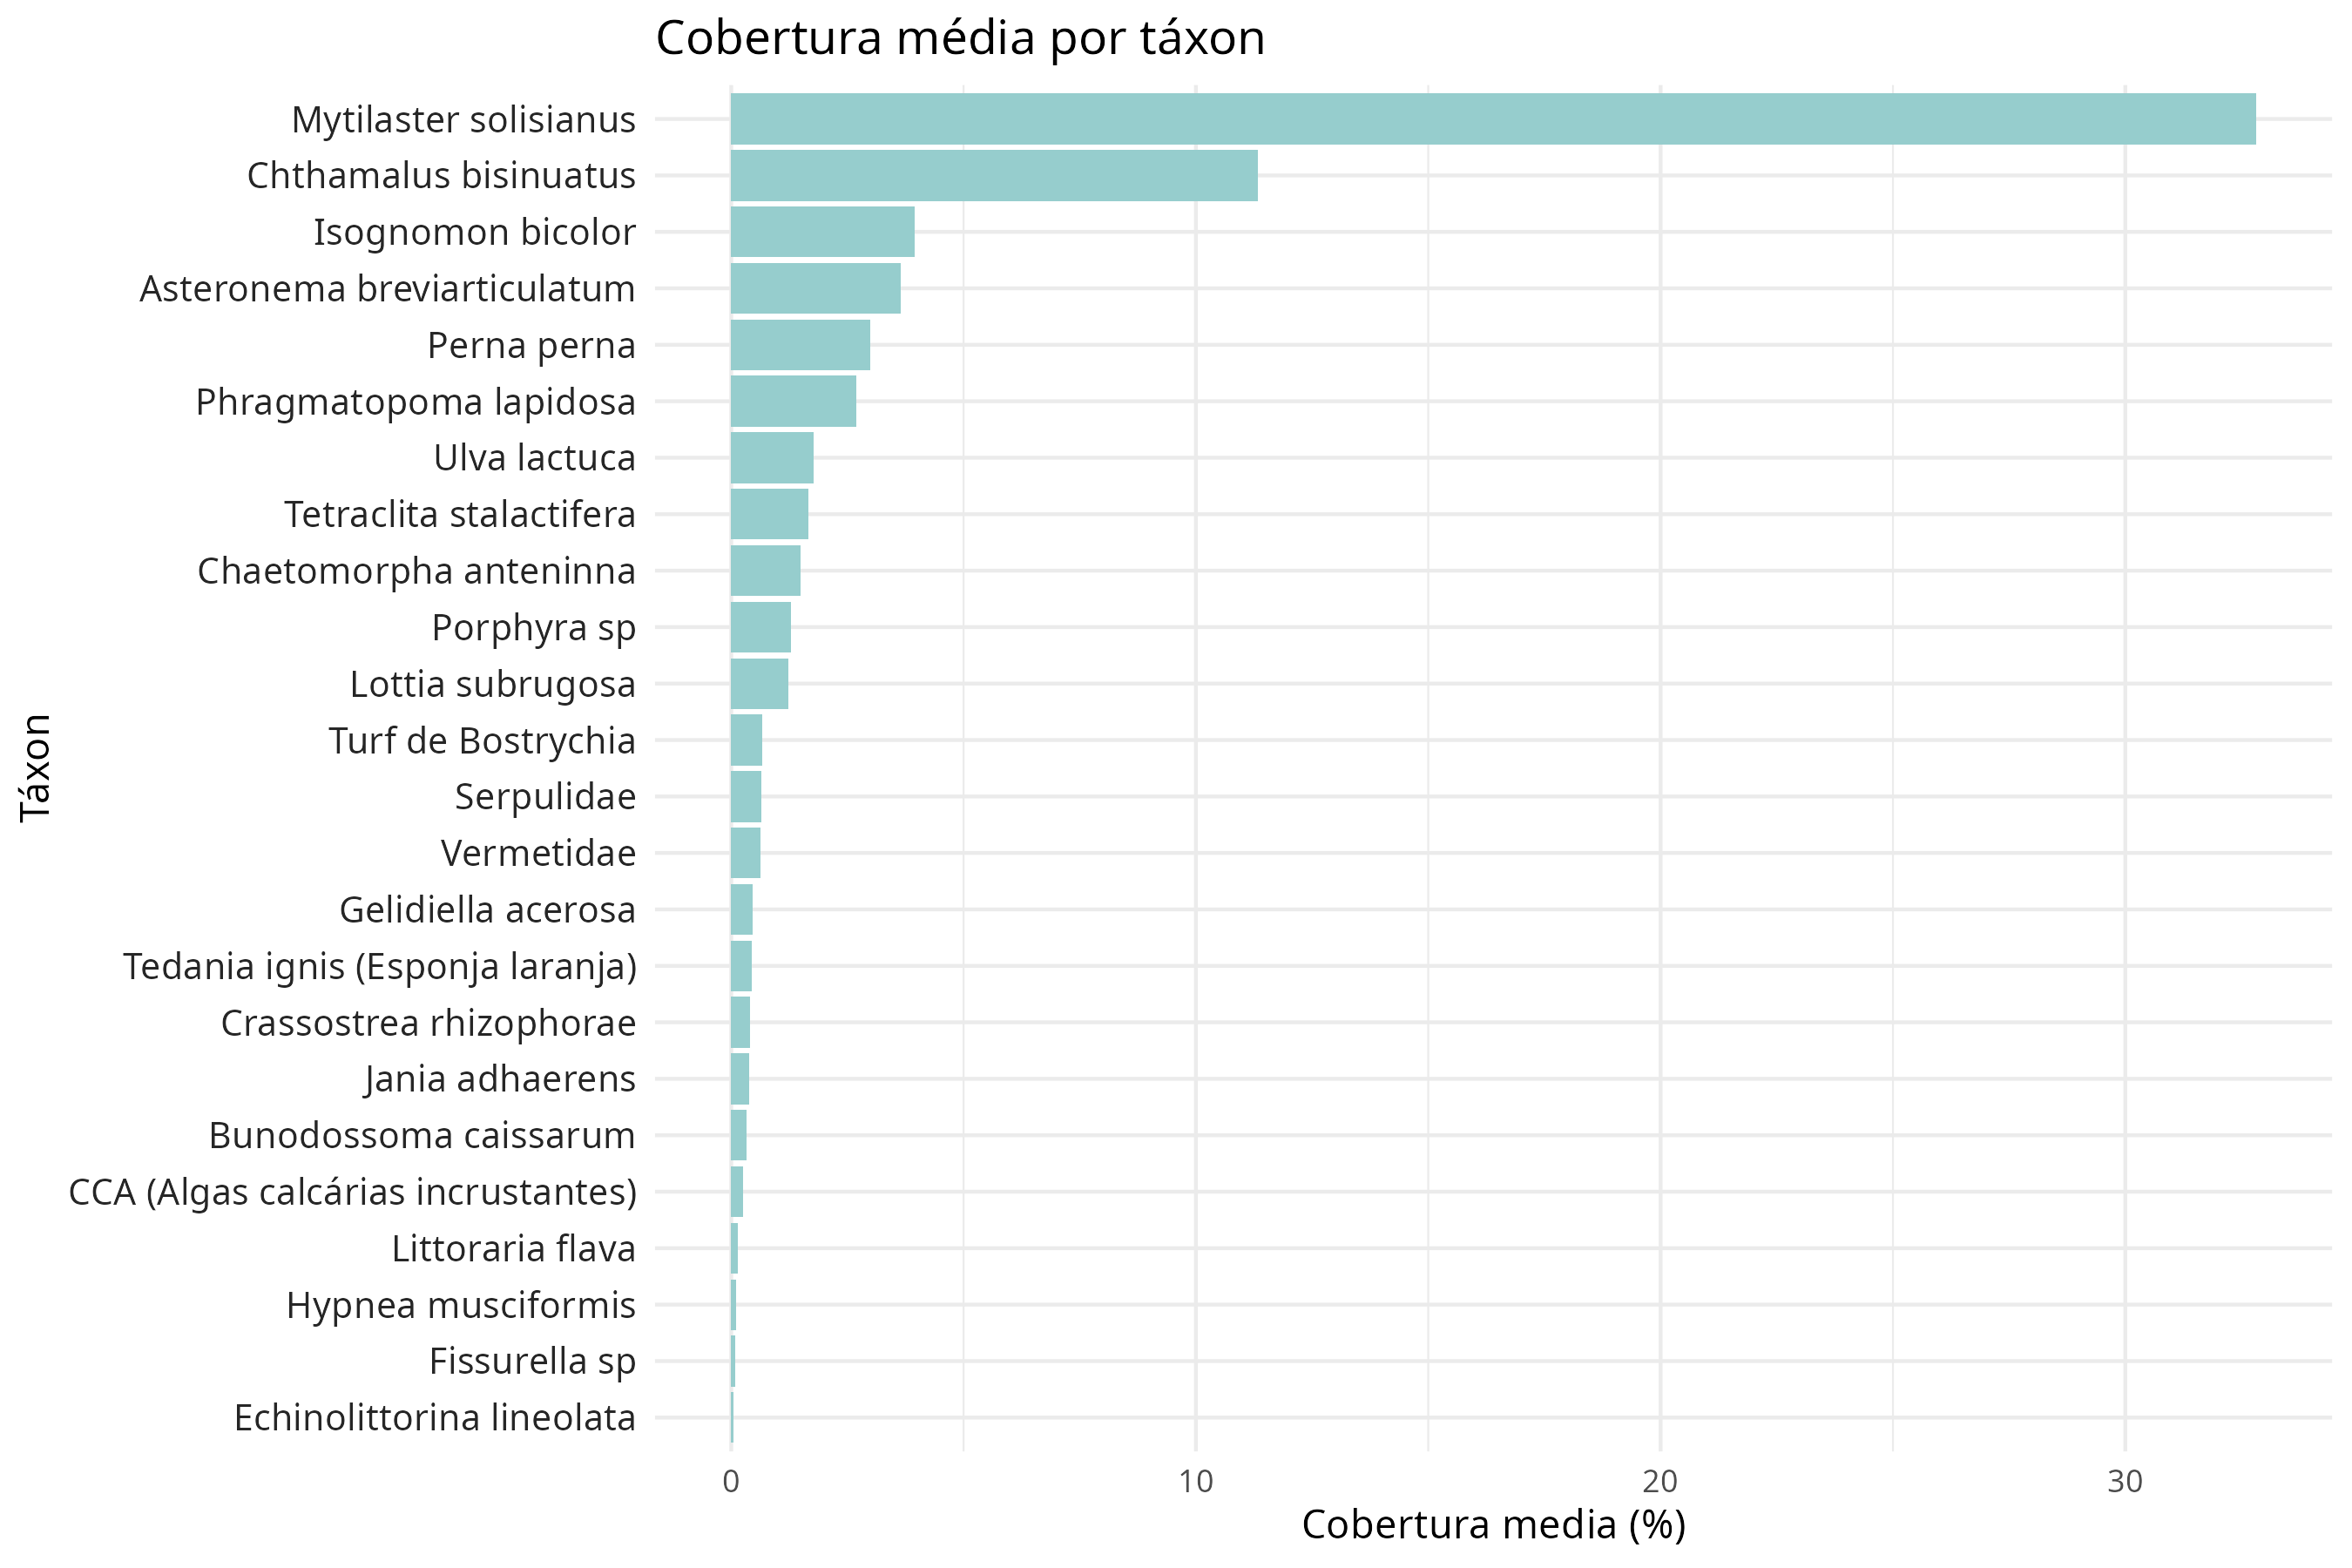 Cobertura média por táxon
Táxon
Mytilaster solisianus
Chthamalus bisinuatus
Isognomon bicolor
Asteronema breviarticulatum
Perna perna
Phragmatopoma lapidosa
Ulva lactuca
Tetraclita stalactifera
Chaetomorpha anteninna
Porphyra sp
Lottia subrugosa
Turf de Bostrychia
Serpulidae
Vermetidae
Gelidiella acerosa
Tedania ignis (Esponja laranja)
Crassostrea rhizophorae
Jania adhaerens
Bunodossoma caissarum
CCA (Algas calcárias incrustantes)
Littoraria flava
Hypnea musciformis
Fissurella sp
Echinolittorina lineolata
0 10 20 30
Cobertura media (%)